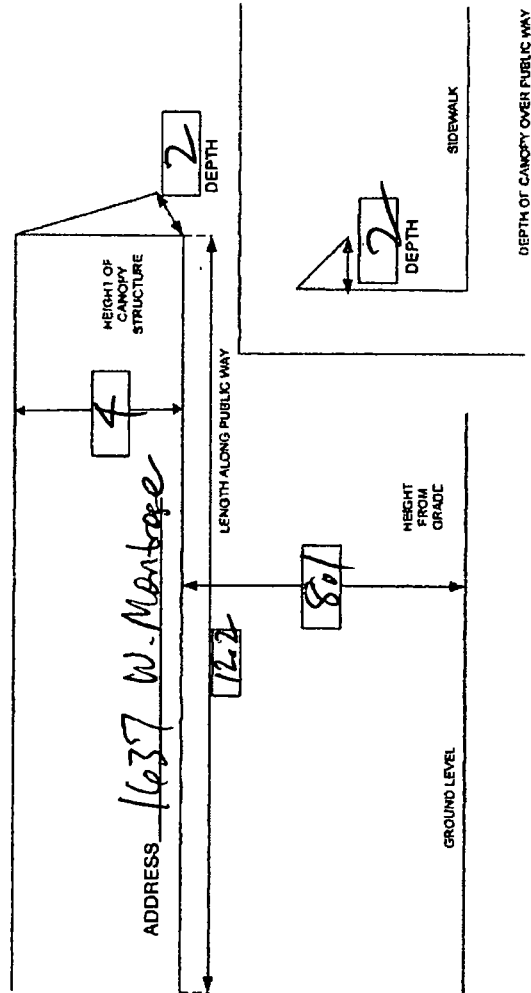 2
DEPTH
HEIGHT OF
CANOPY
STRUCTURE
4
ADDRESS 1637 W. Montrose
LENGTH ALONG PUBLIC WAY
12.2
8.1
HEIGHT
FROM
GRADE
GROUND LEVEL
2
DEPTH
SIDEWALK
DEPTH OF CANOPY OVER PUBLIC WAY